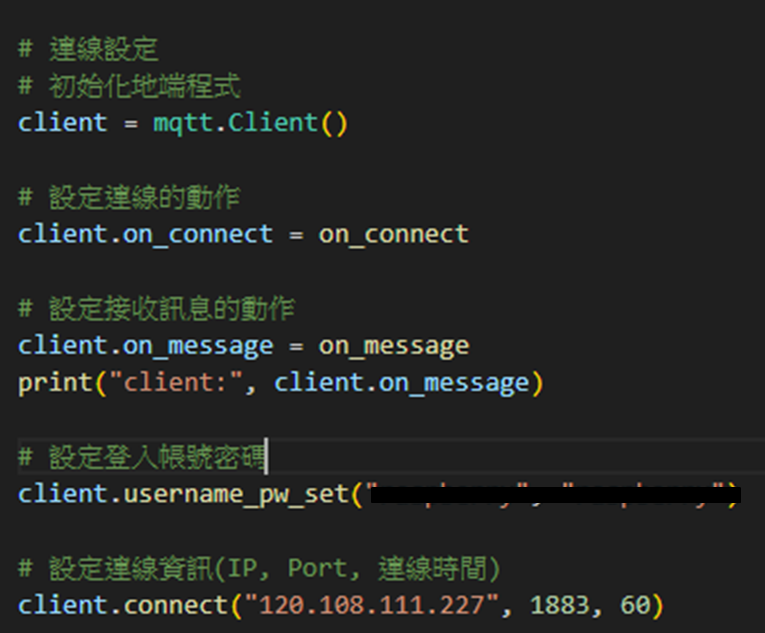 # 連線設定
# 初始化地端程式
client = mqtt.Client()
# 設定連線的動作
client.on_connect = on_connect
# 設定接收訊息的動作
client.on_message = on_message
print("client:", client.on_message)
# 設定登入帳號密碼
client.username_pw_set("", "")
# 設定連線資訊(IP, Port, 連線時間)
client.connect("120.108.111.227", 1883, 60)